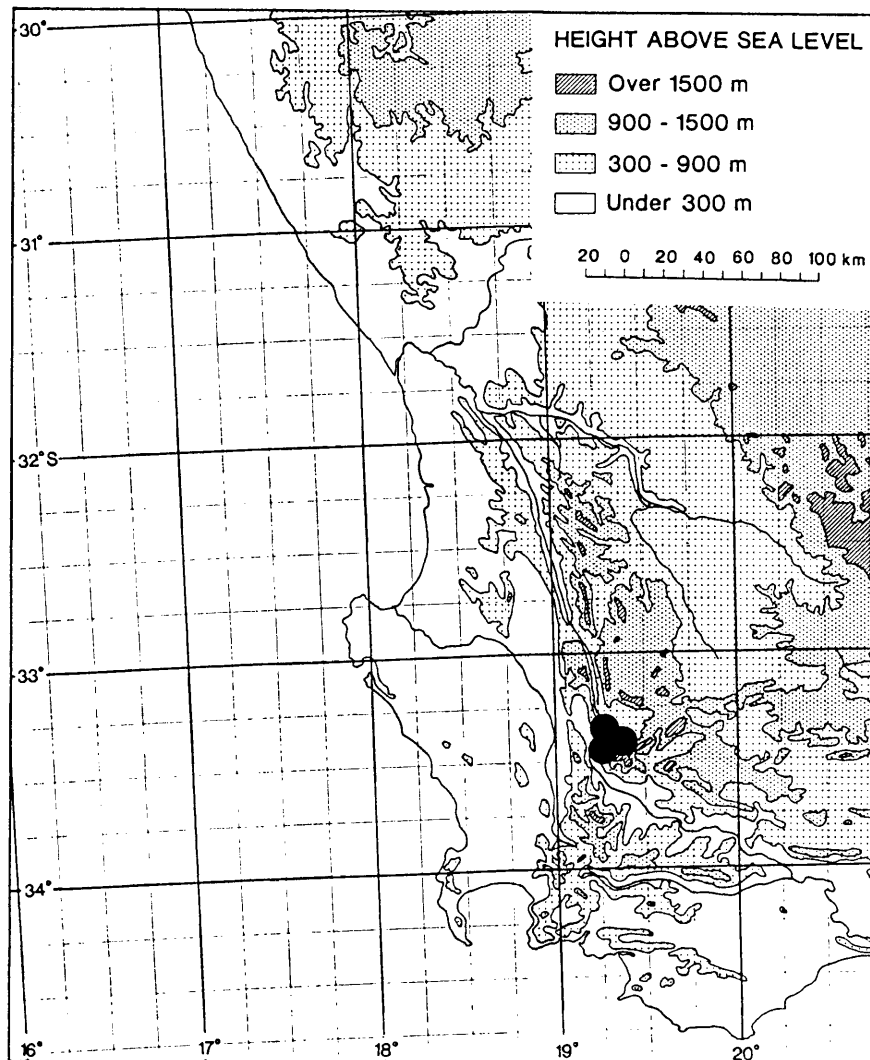 HEIGHT ABOVE SEA LEVEL
Over 1500 m
900 - 1500 m
300 - 900 m
Under 300 m
20 0 20 40 60 80 100 km
30°
31°
32°S
33°
34°
16° 17° 18° 19° 20°